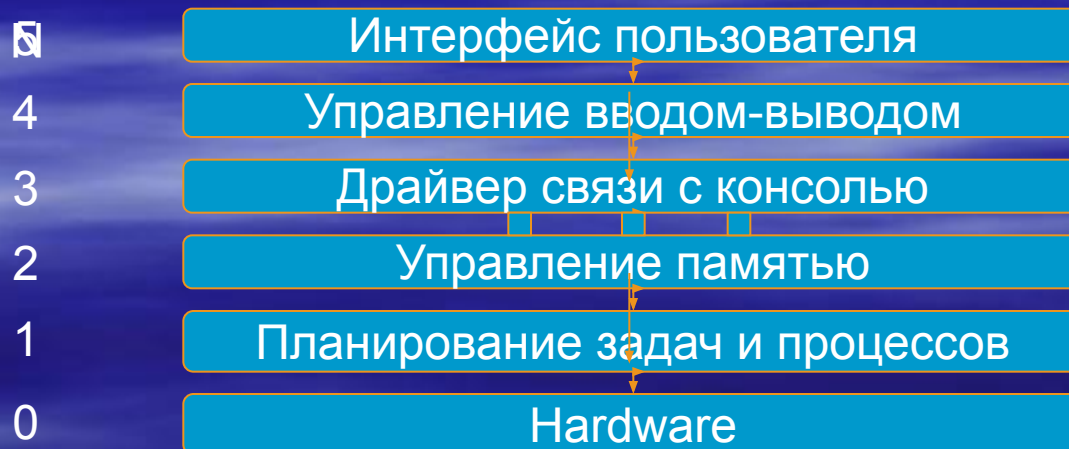 5 Интерфейс пользователя
4 Управление вводом-выводом
3 Драйвер связи с консолью
2 Управление памятью
1 Планирование задач и процессов
0 Hardware